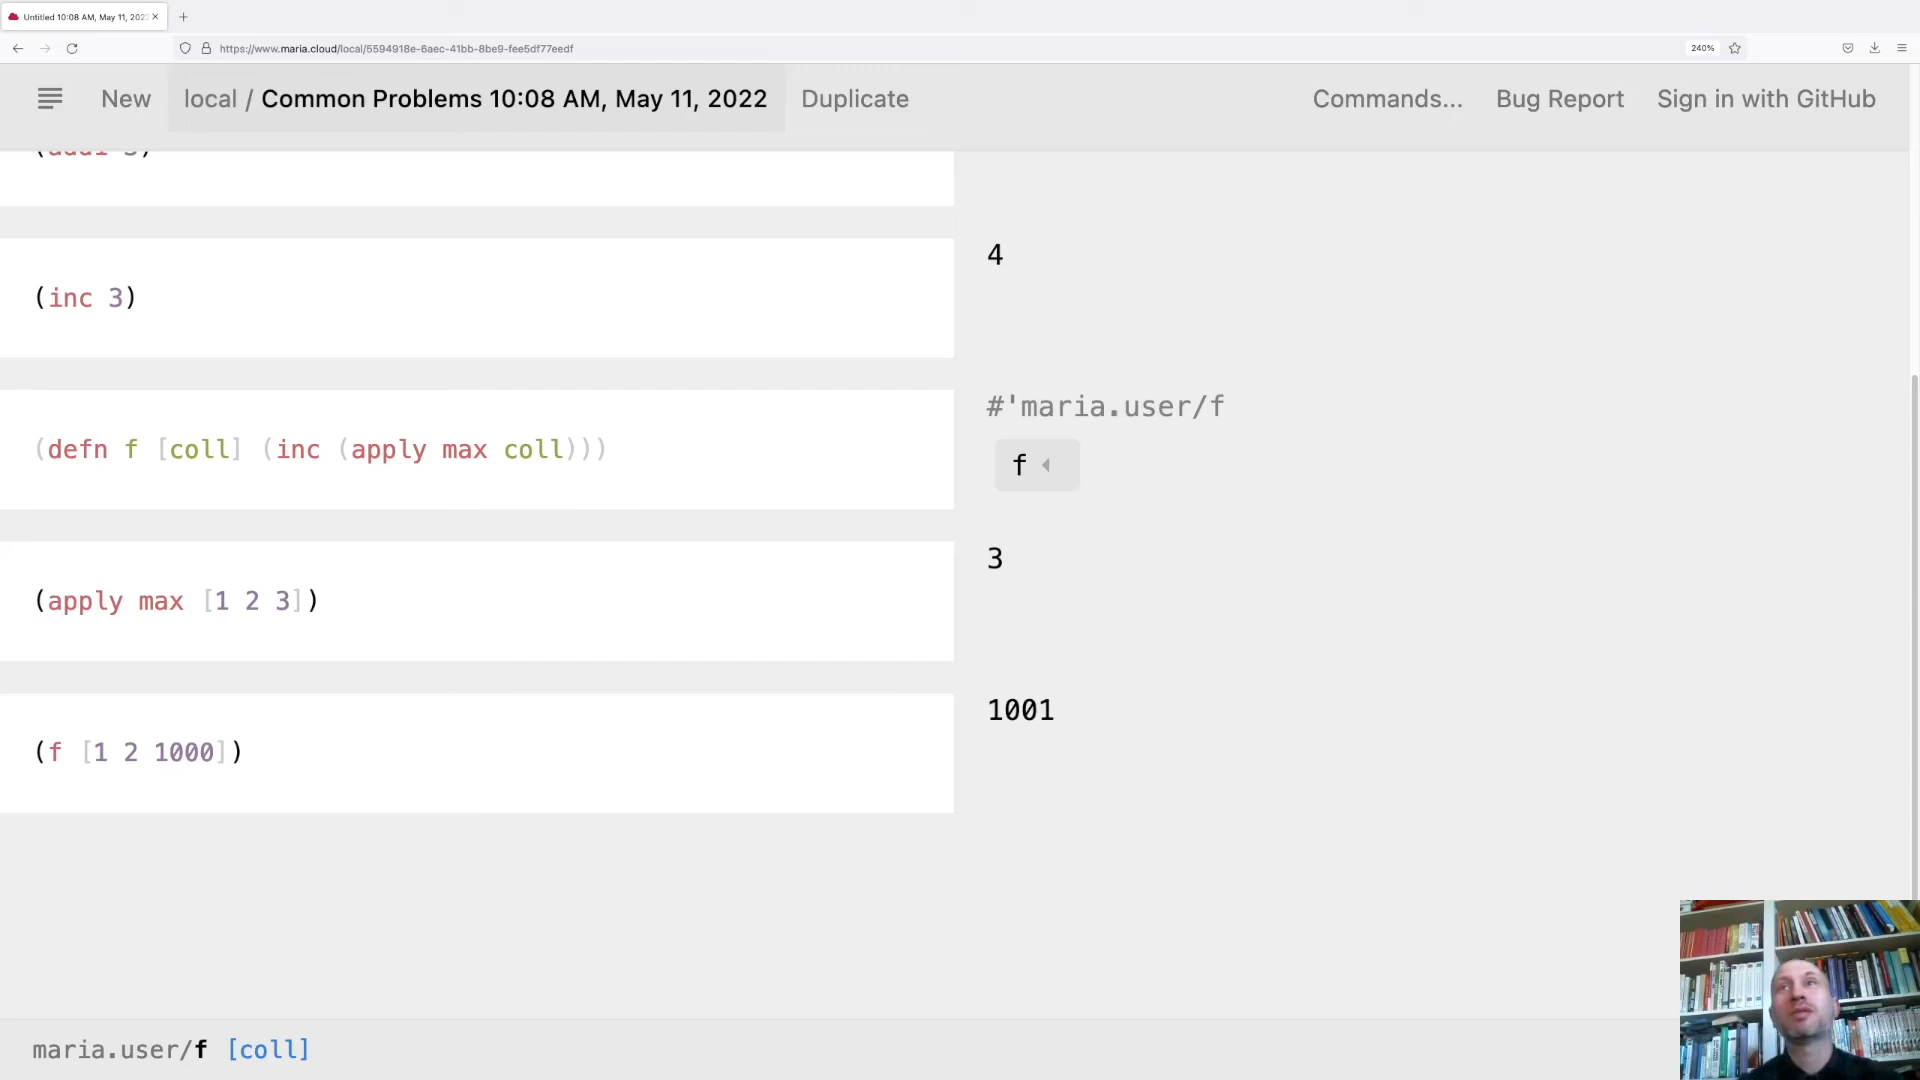 Untitled 10:08 AM, May 11, 202
https://www.maria.cloud/local/5594918e-6aec-41bb-8be9-fee5df77eedf
240%
New
local / Common Problems 10:08 AM, May 11, 2022
Duplicate
Commands...
Bug Report
Sign in with GitHub
(inc 3)
4
(defn f [coll] (inc (apply max coll)))
#'maria.user/f
f
(apply max [1 2 3])
3
(f [1 2 1000])
1001
maria.user/f [coll]